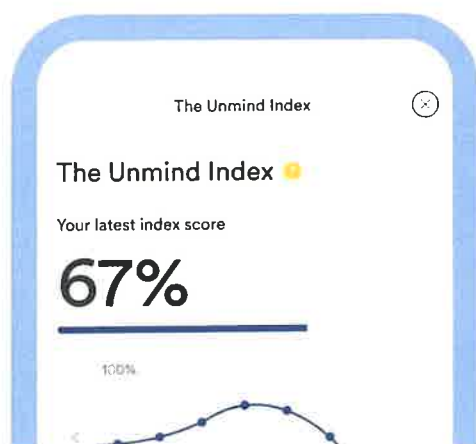 The Unmind Index
The Unmind Index
Your latest index score
67%
100%